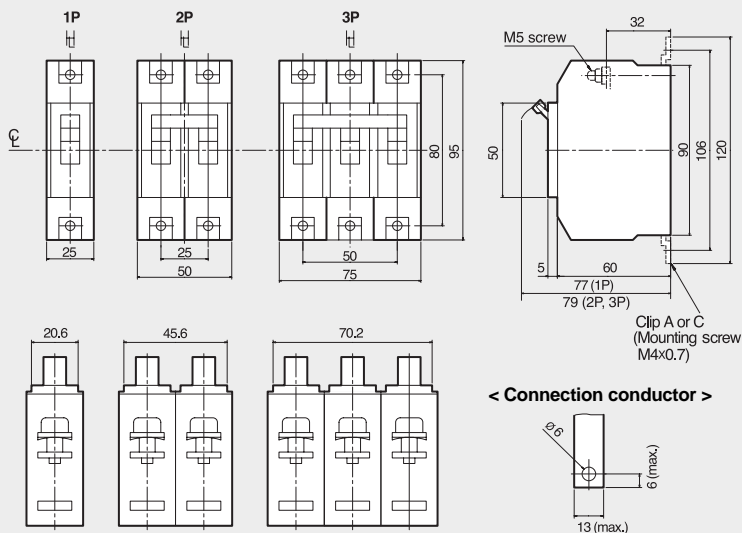 1P 2P 3P
32
M5 screw
℄
50
80
95
90
106
120
25
25
50
50
75
5
60
77 (1P)
79 (2P, 3P)
Clip A or C
(Mounting screw
M4×0.7)
20.6
45.6
70.2
< Connection conductor >
ø6
6 (max.)
13 (max.)